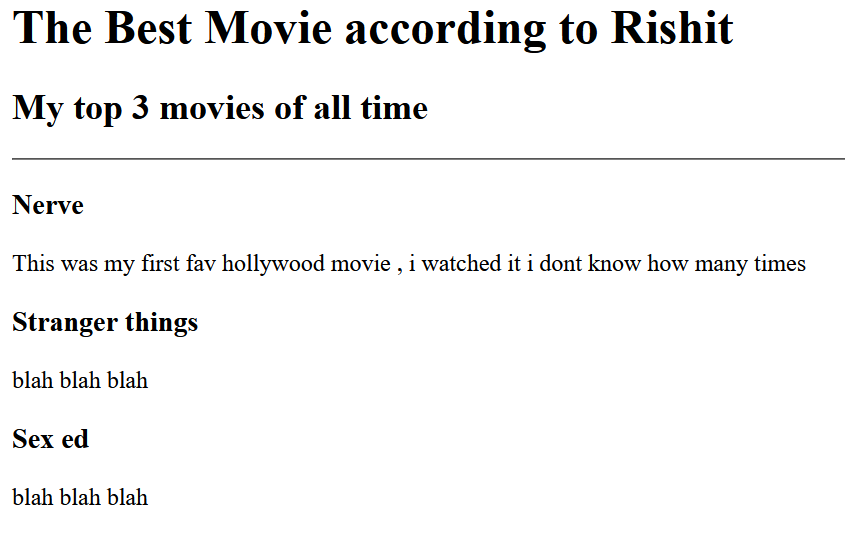 The Best Movie according to Rishit
My top 3 movies of all time
Nerve
This was my first fav hollywood movie , i watched it i dont know how many times
Stranger things
blah blah blah
Sex ed
blah blah blah